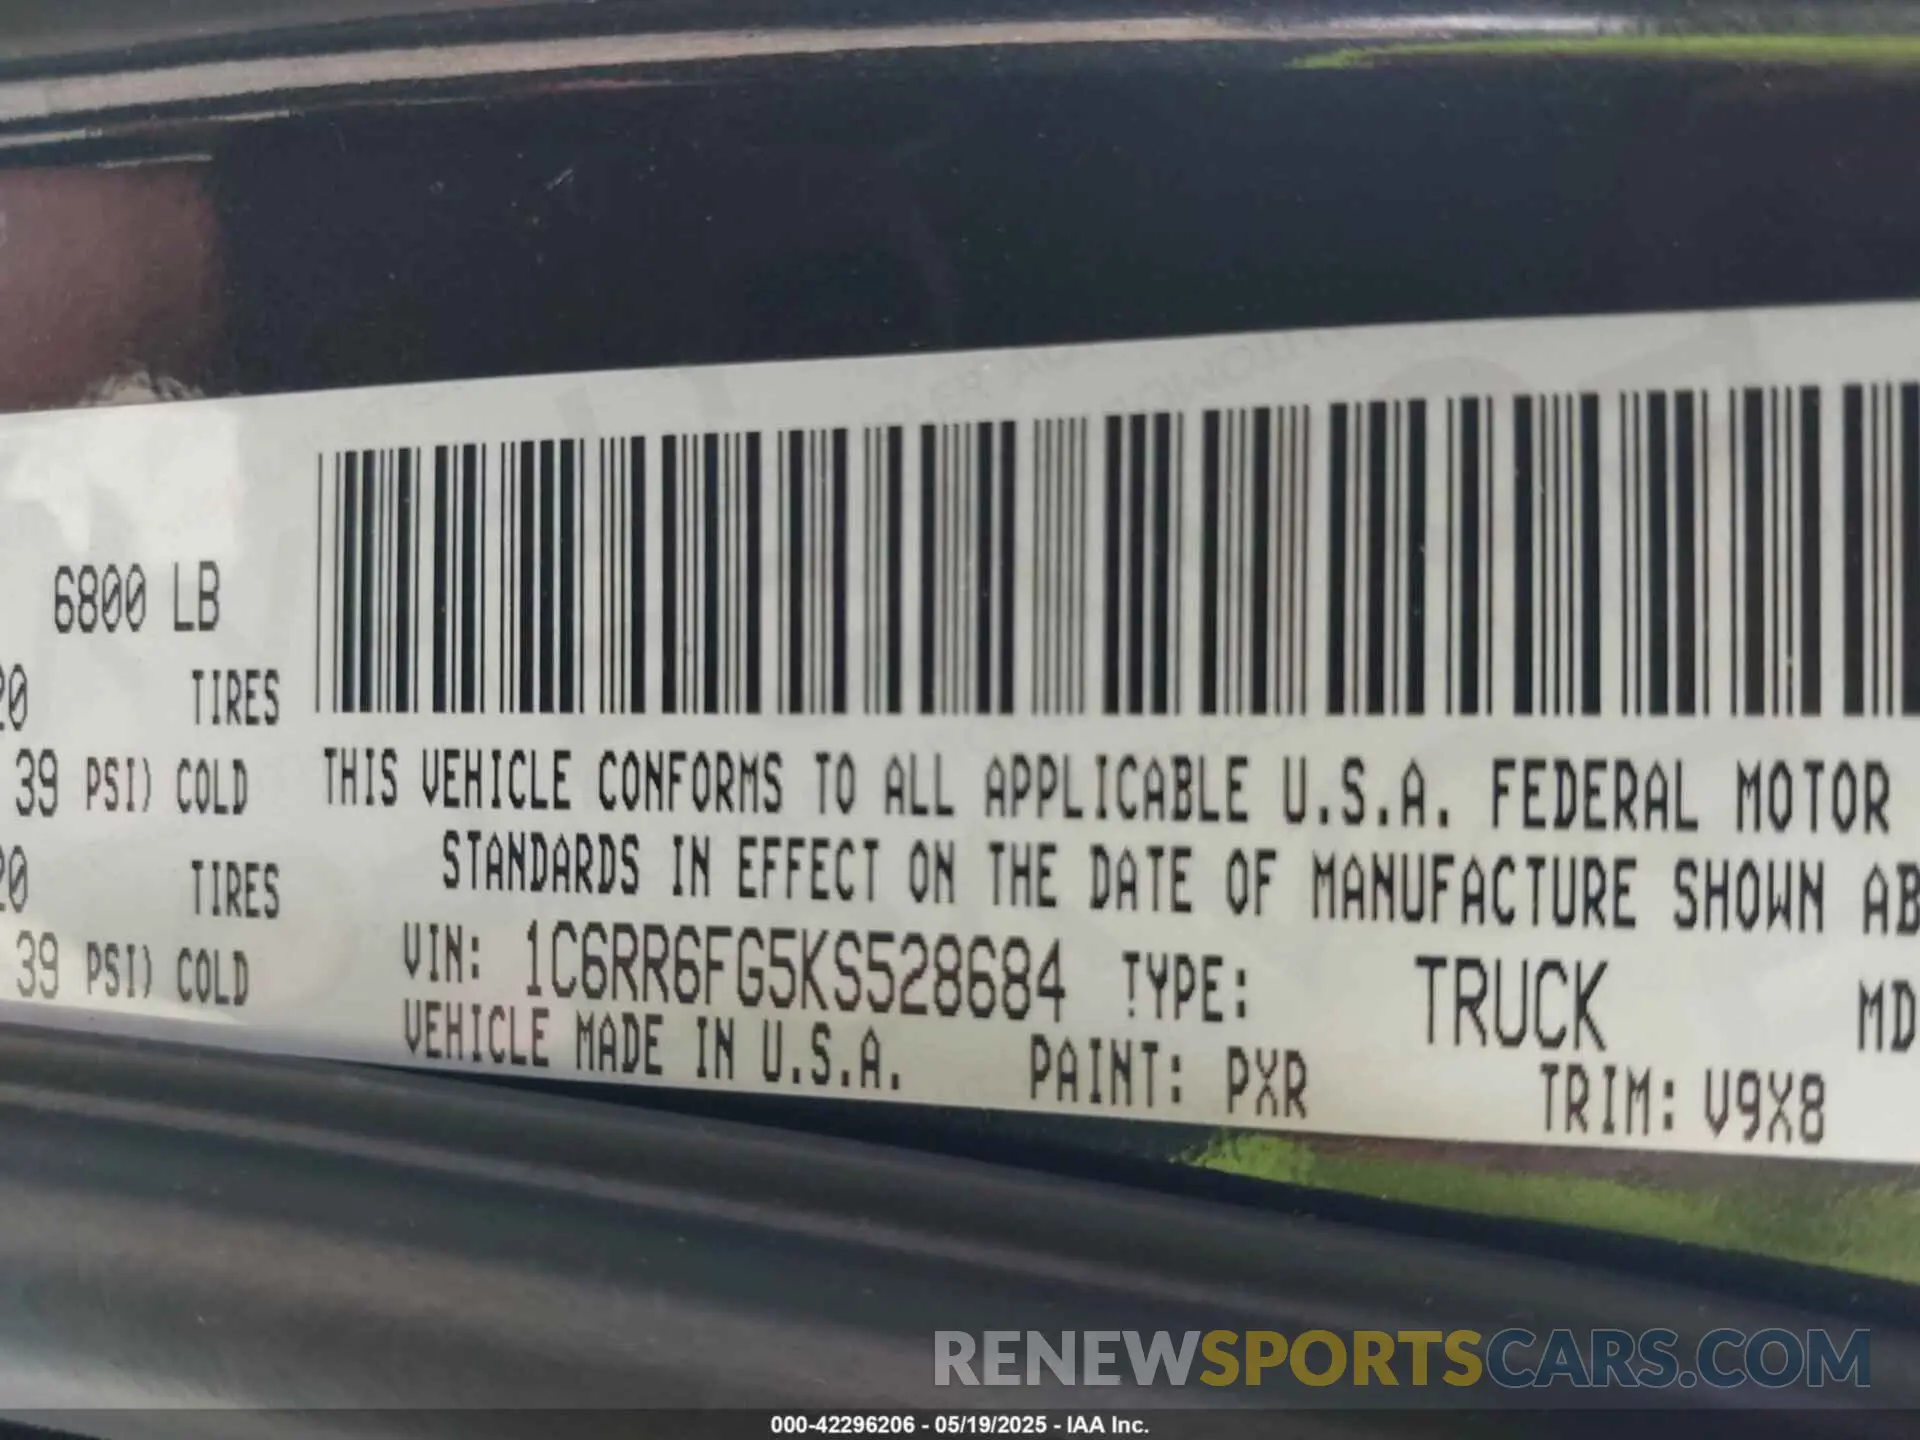 6800 LB
20 TIRES
39 PSI) COLD
20 TIRES
39 PSI) COLD
THIS VEHICLE CONFORMS TO ALL APPLICABLE U.S.A. FEDERAL MOTOR
STANDARDS IN EFFECT ON THE DATE OF MANUFACTURE SHOWN AB
VIN: 1C6RR6FG5KS528684 TYPE: TRUCK MD
VEHICLE MADE IN U.S.A. PAINT: PXR TRIM: V9X8
RENEWSPORTSCARS.COM
000-42296206 - 05/19/2025 - IAA Inc.